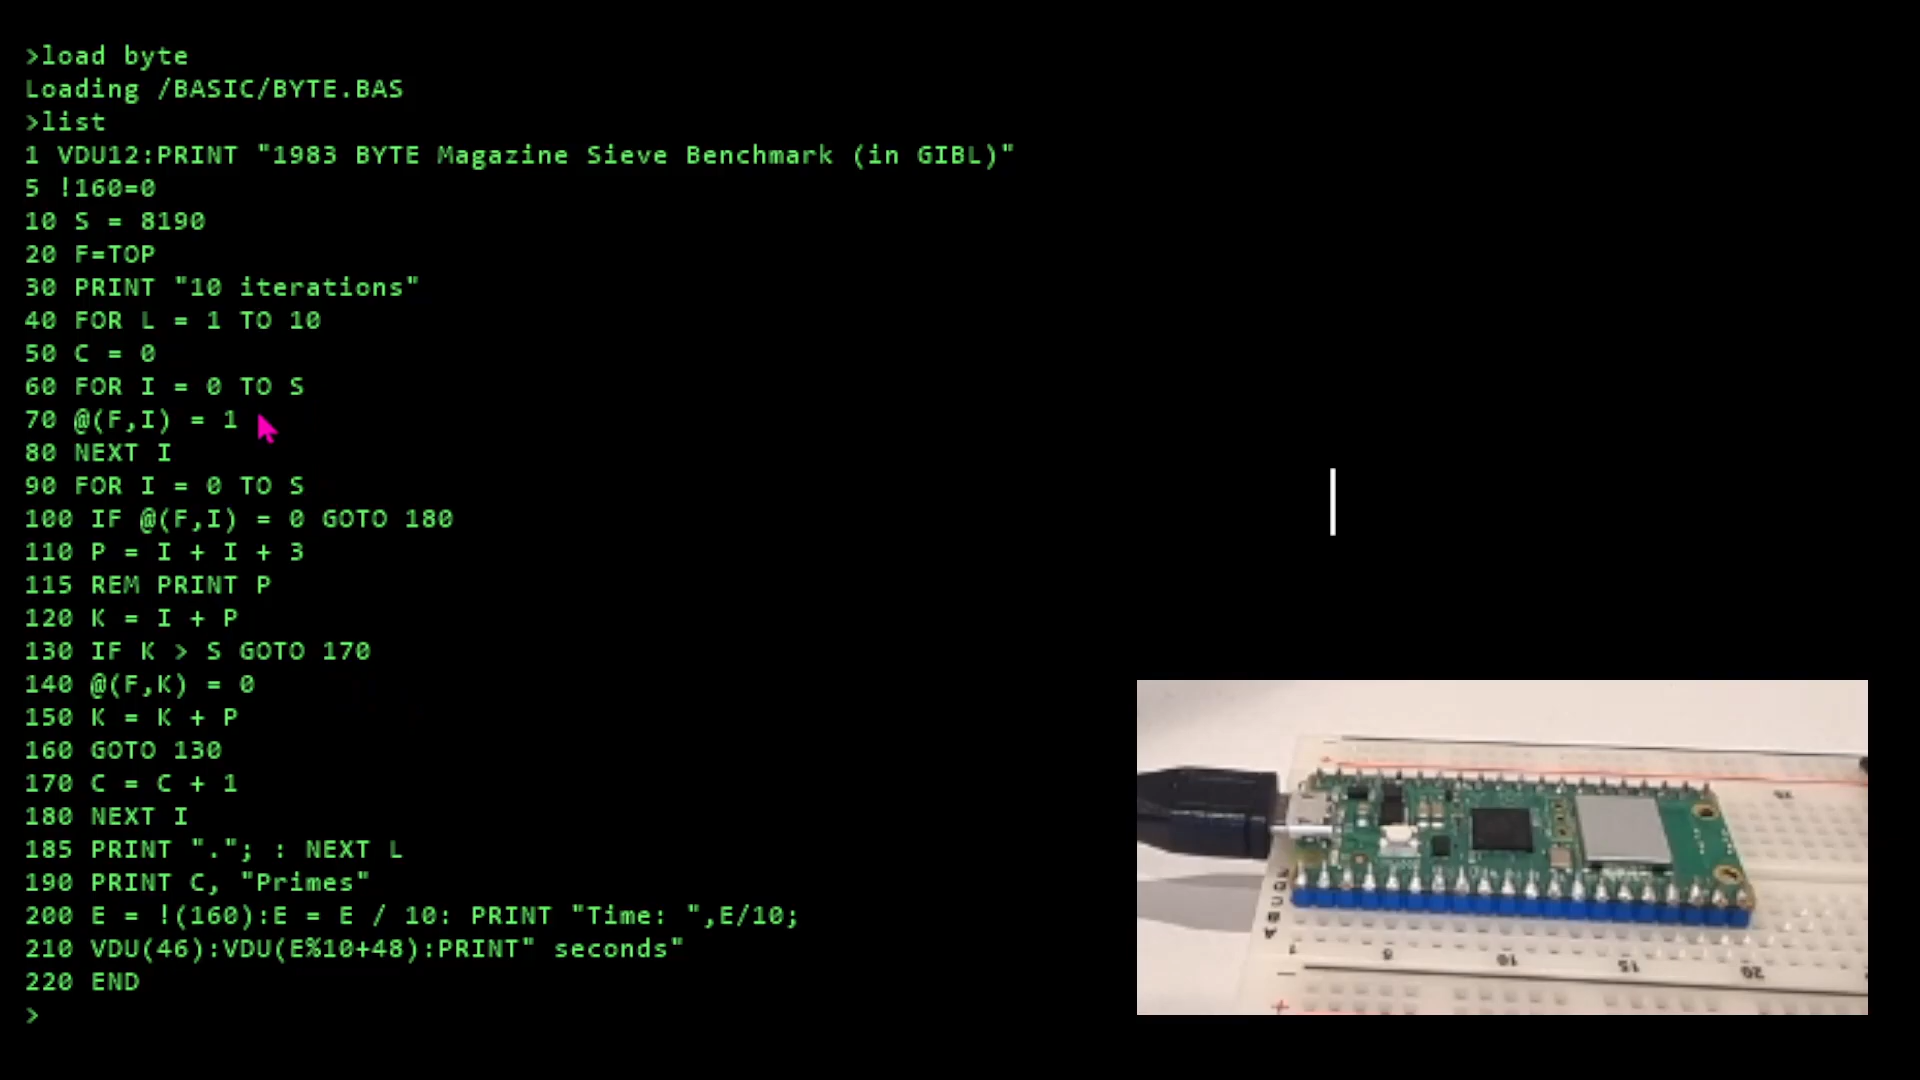 >load byte
Loading /BASIC/BYTE.BAS
>list
1 VDU12:PRINT "1983 BYTE Magazine Sieve Benchmark (in GIBL)"
5 !160=0
10 S = 8190
20 F=TOP
30 PRINT "10 iterations"
40 FOR L = 1 TO 10
50 C = 0
60 FOR I = 0 TO S
70 @(F,I) = 1
80 NEXT I
90 FOR I = 0 TO S
100 IF @(F,I) = 0 GOTO 180
110 P = I + I + 3
115 REM PRINT P
120 K = I + P
130 IF K > S GOTO 170
140 @(F,K) = 0
150 K = K + P
160 GOTO 130
170 C = C + 1
180 NEXT I
185 PRINT "."; : NEXT L
190 PRINT C, "Primes"
200 E = !(160):E = E / 10: PRINT "Time: ",E/10;
210 VDU(46):VDU(E%10+48):PRINT" seconds"
220 END
>
1 10 15 20